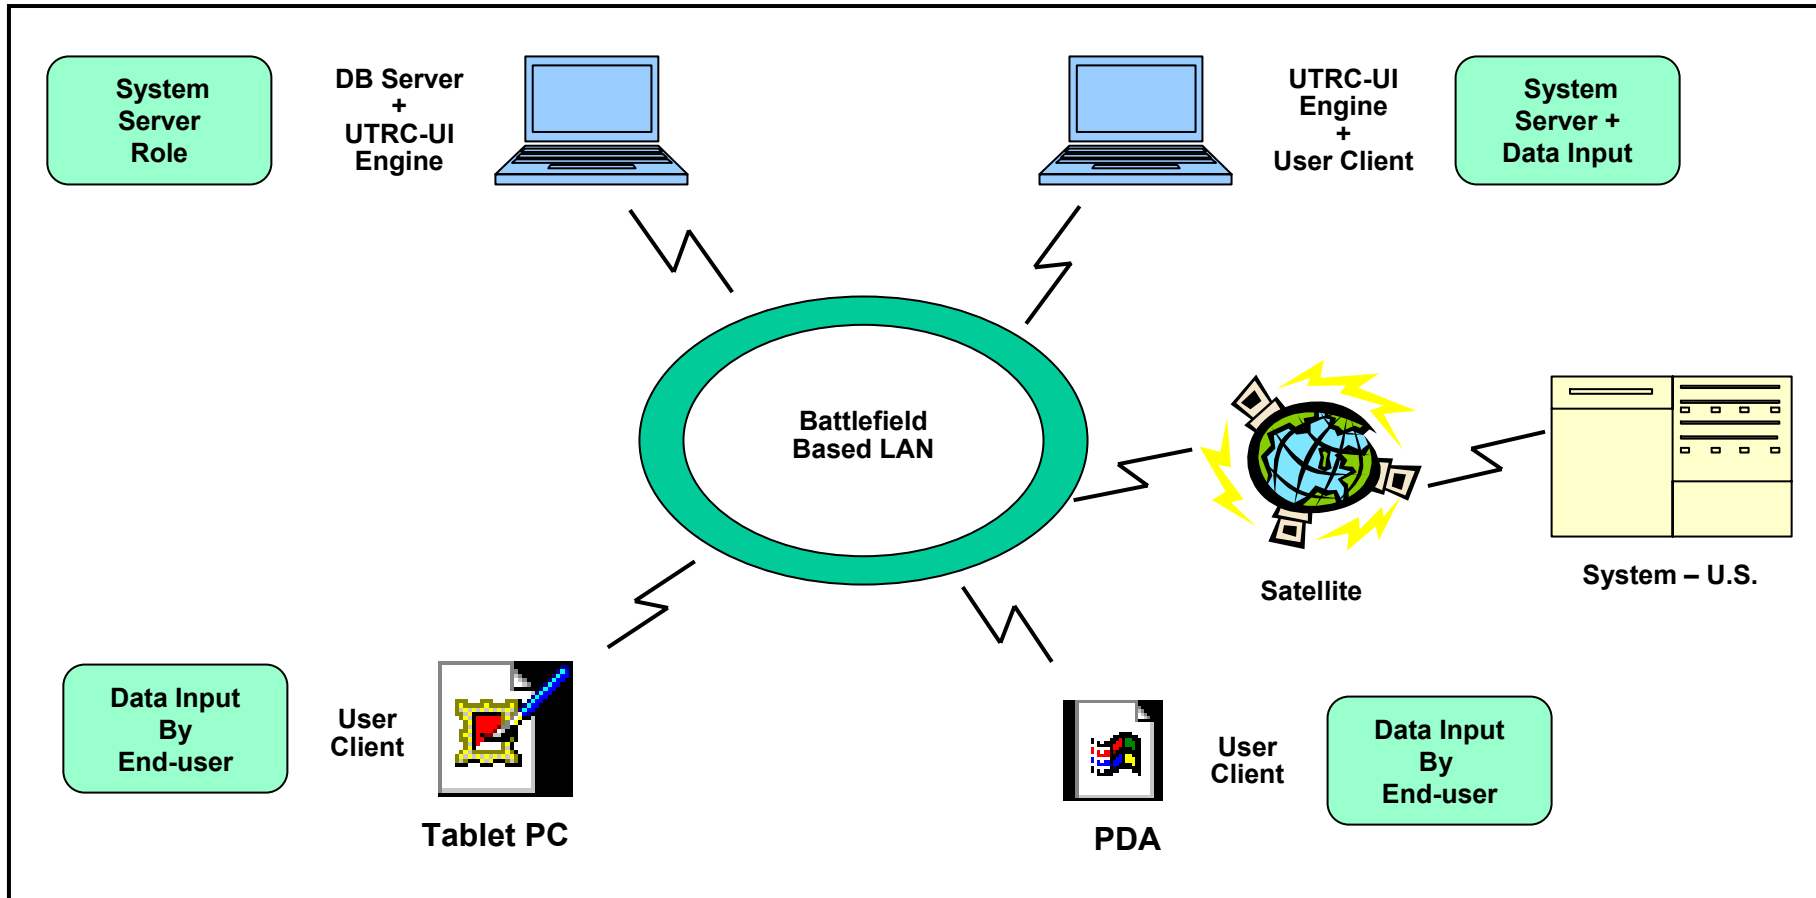 System
Server
Role
DB Server
+
UTRC-UI
Engine
UTRC-UI
Engine
+
User Client
System
Server +
Data Input
Battlefield
Based LAN
Satellite
System – U.S.
Data Input
By
End-user
User
Client
Tablet PC
PDA
User
Client
Data Input
By
End-user